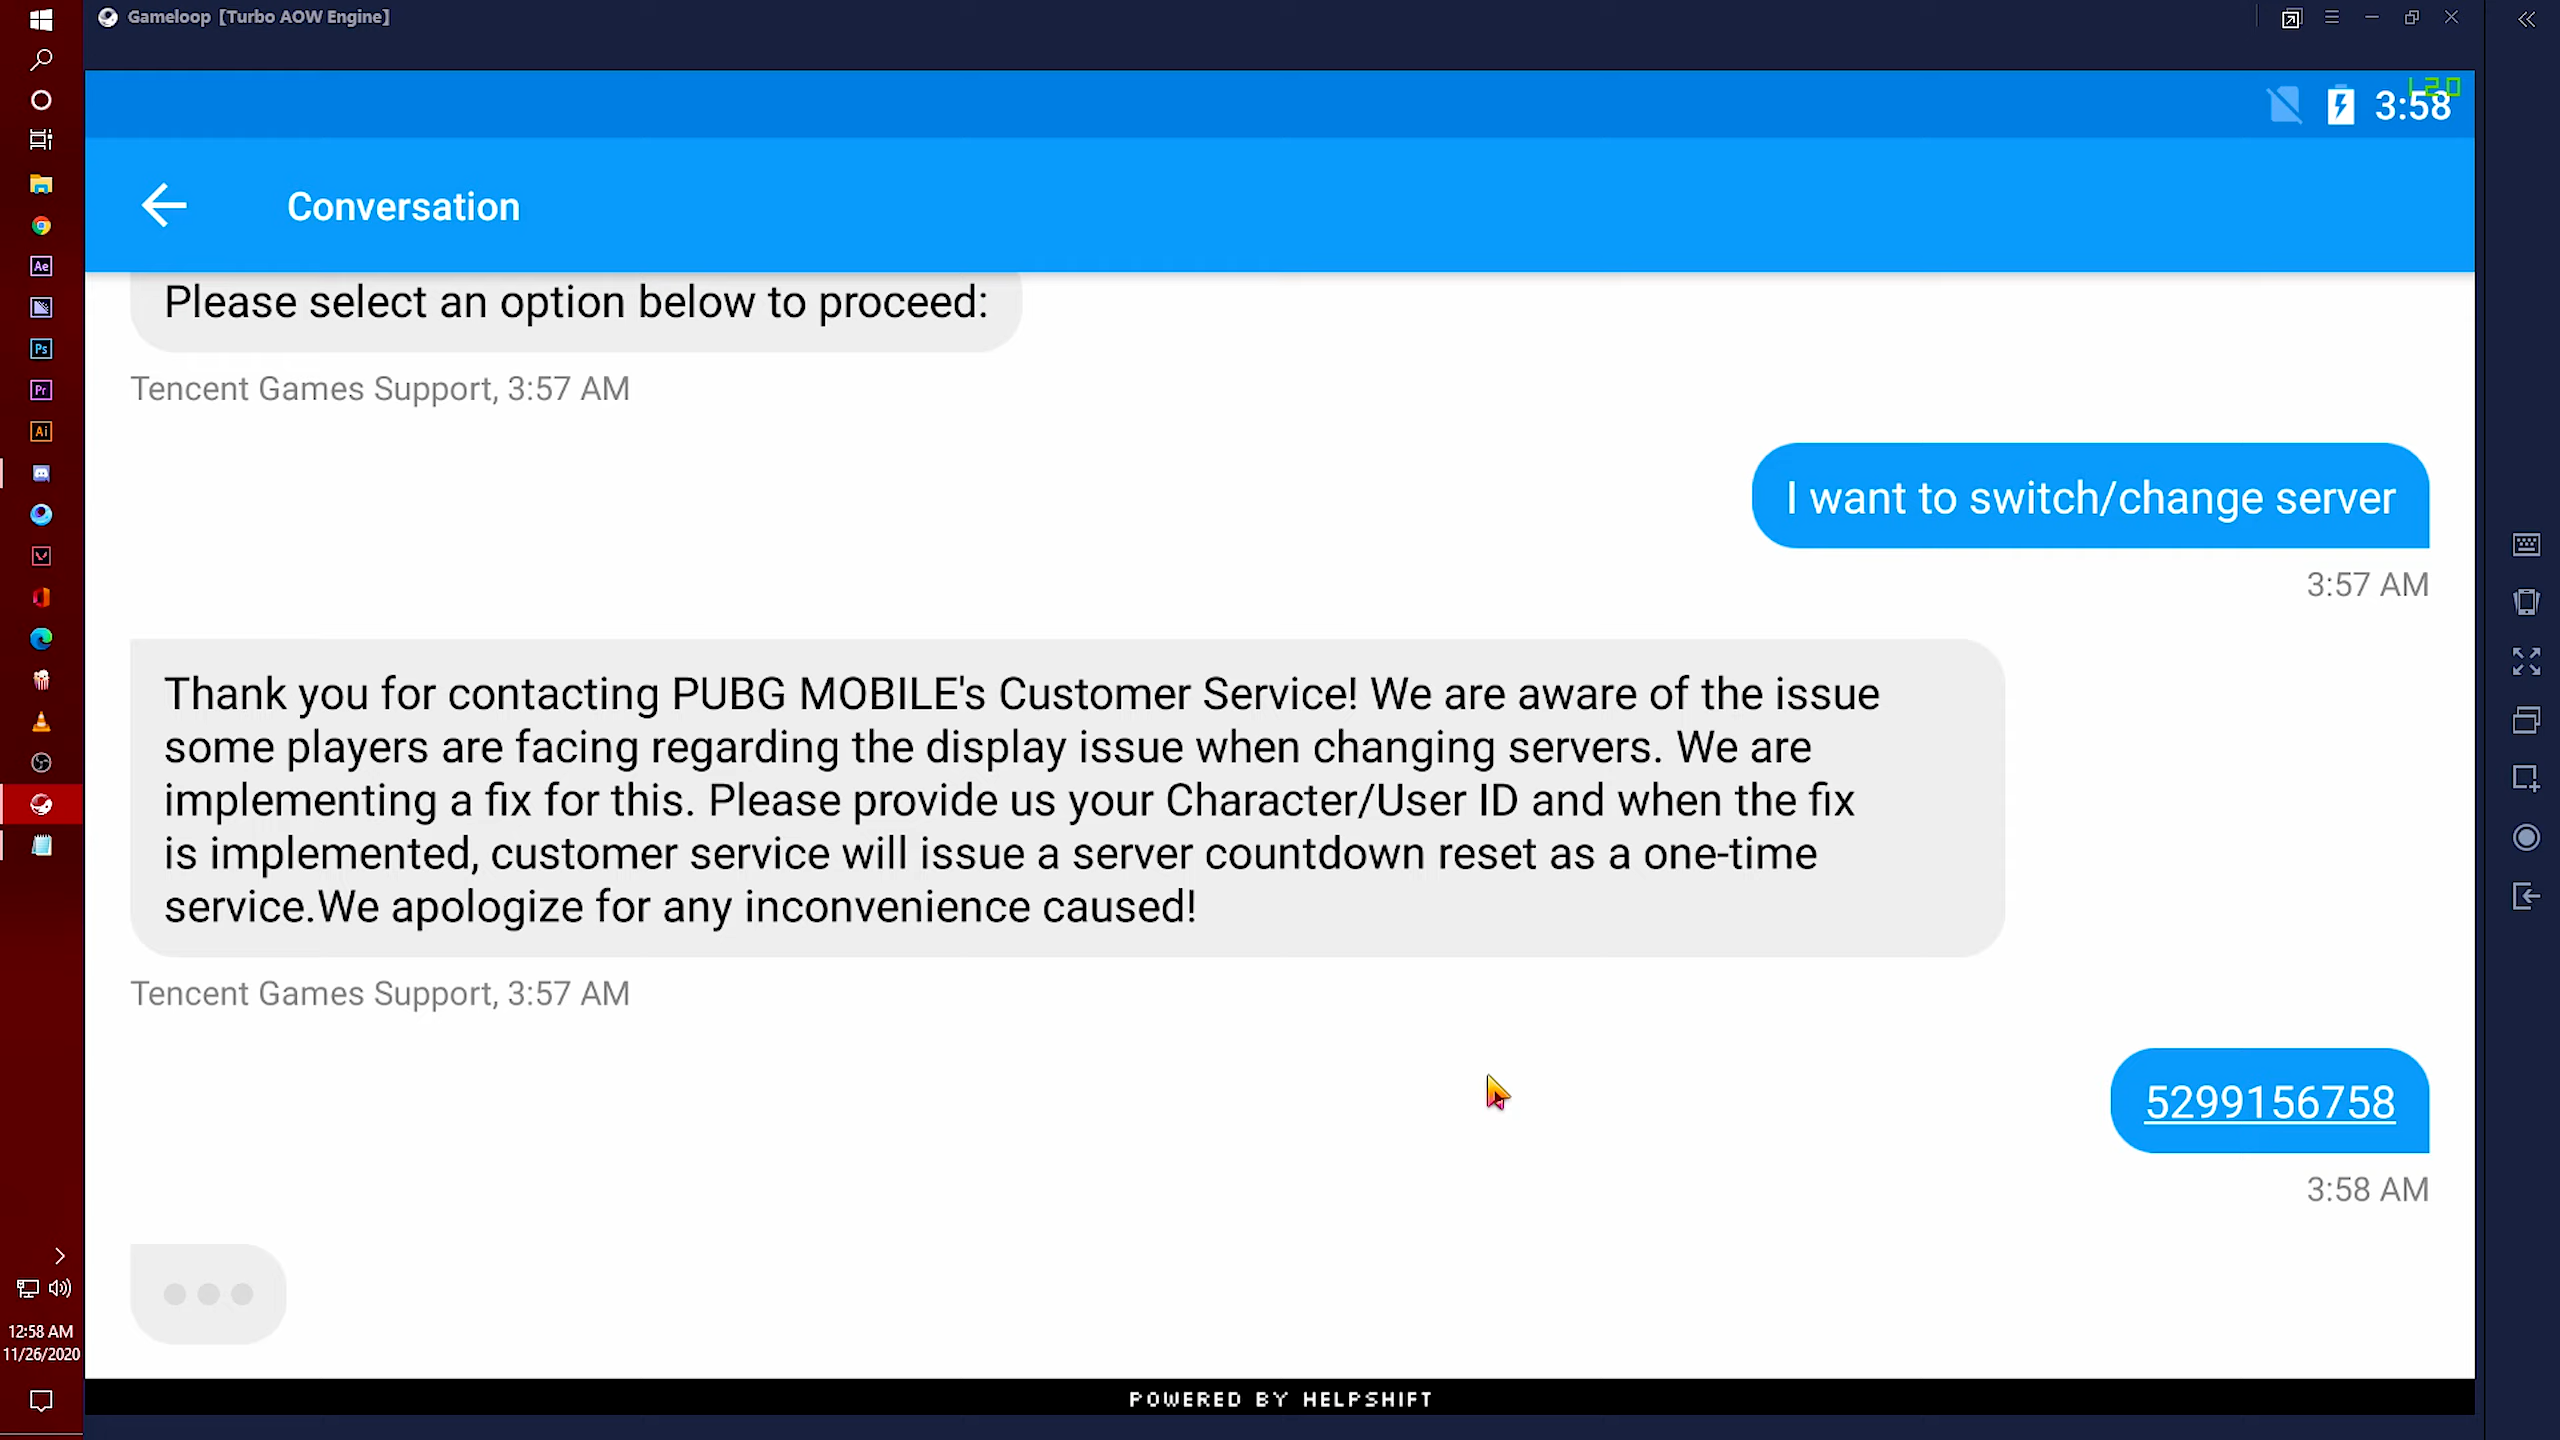 Gameloop [Turbo AOW Engine]
120
3:58
Conversation
Please select an option below to proceed:
Tencent Games Support, 3:57 AM
I want to switch/change server
3:57 AM
Thank you for contacting PUBG MOBILE's Customer Service! We are aware of the issue
some players are facing regarding the display issue when changing servers. We are
implementing a fix for this. Please provide us your Character/User ID and when the fix
is implemented, customer service will issue a server countdown reset as a one-time
service.We apologize for any inconvenience caused!
Tencent Games Support, 3:57 AM
5299156758
3:58 AM
Ae
Ps
Pr
Ai
12:58 AM
11/26/2020
POWERED BY HELPSHIFT